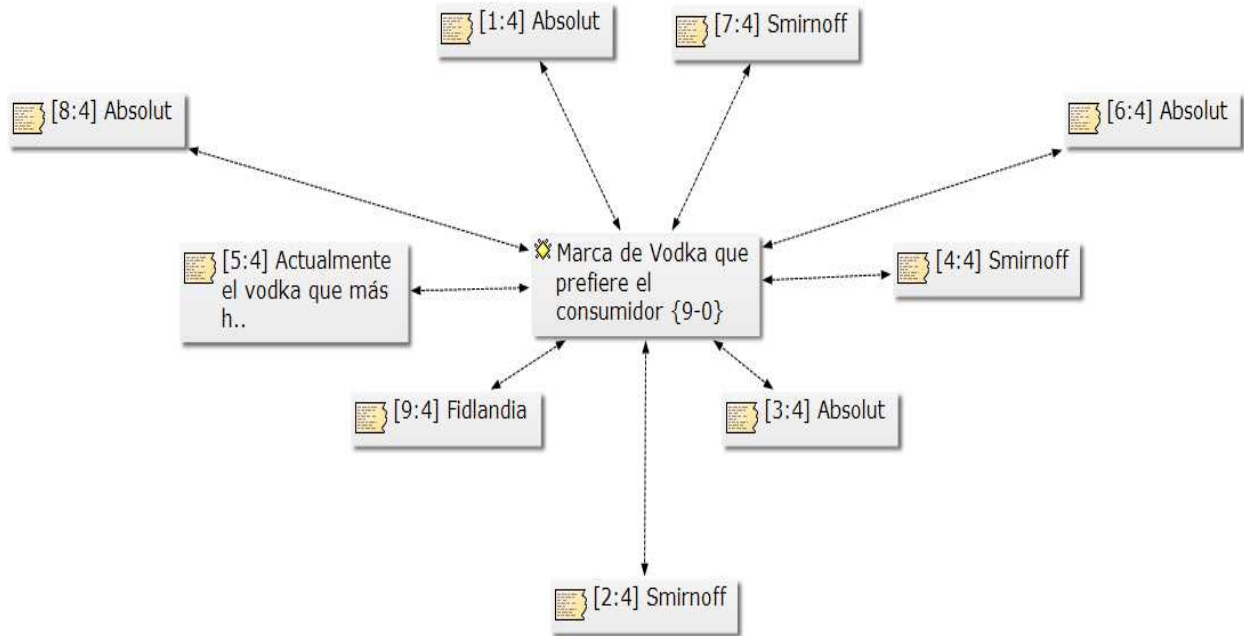 [1:4] Absolut
[7:4] Smirnoff
[8:4] Absolut
[6:4] Absolut
Marca de Vodka que
prefiere el
consumidor {9-0}
[5:4] Actualmente
el vodka que más
h..
[4:4] Smirnoff
[9:4] Fidlandia
[3:4] Absolut
[2:4] Smirnoff